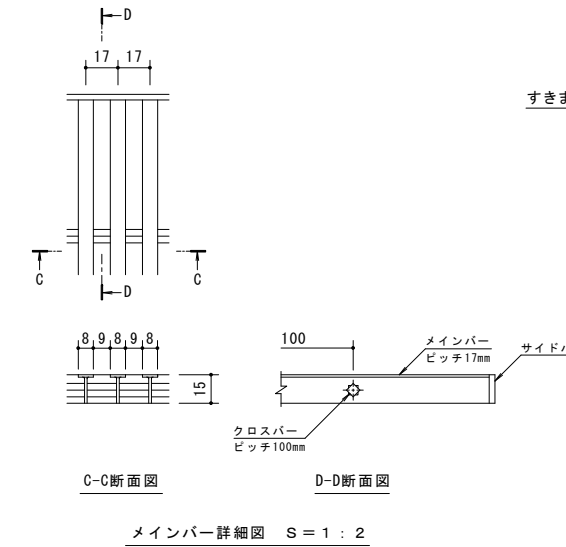 D
17 17
すきま
C C
D
8 9 8 9 8
15
100
メインバー
ピッチ17mm
サイドバ
クロスバー
ピッチ100mm
C-C断面図
D-D断面図
メインバー詳細図 S=1:2